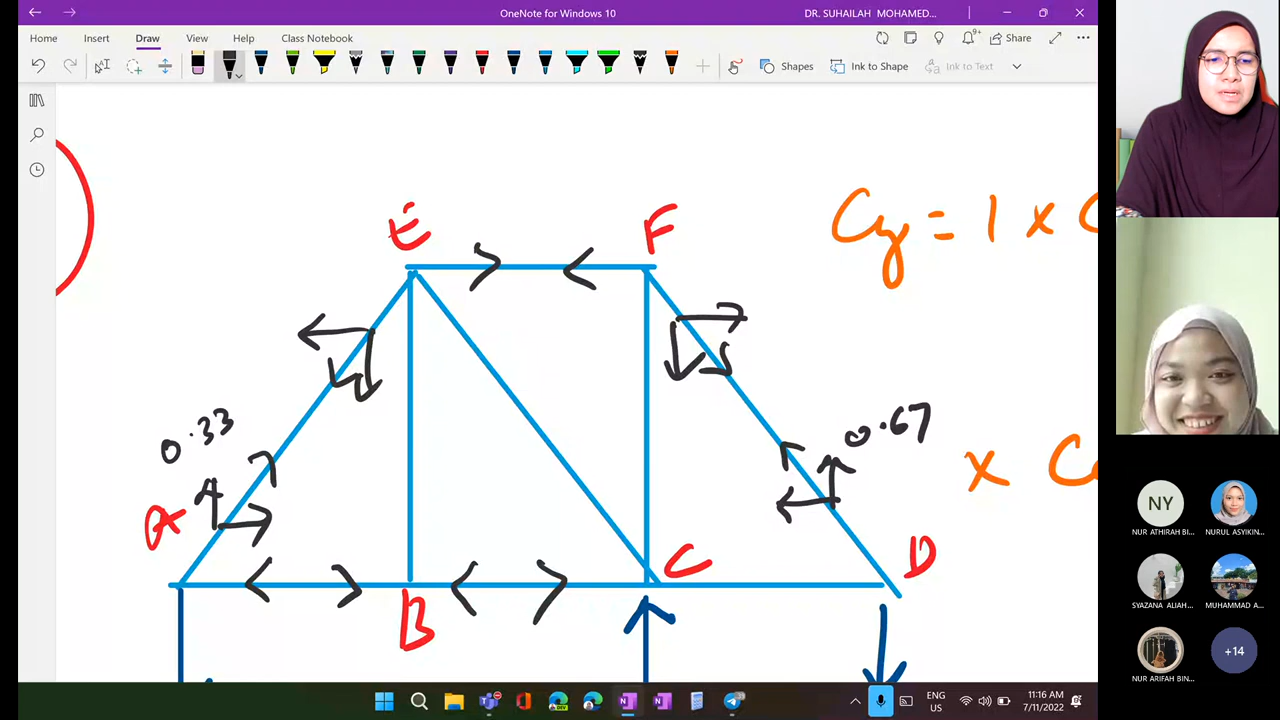 OneNote for Windows 10
DR. SUHAILAH MOHAMED...
Home Insert Draw View Help Class Notebook
9+
Share
Shapes
Ink to Shape
Ink to Text
E
F
Cy = 1 x C
0.33
0.67
A
x C
D
C
B
NY
NUR ATHIRAH BI...
NURUL ASYIKIN...
SYAZANA ALIAH...
MUHAMMAD A...
+14
NUR ARIFAH BIN...
ENG
US
11:16 AM
7/11/2022